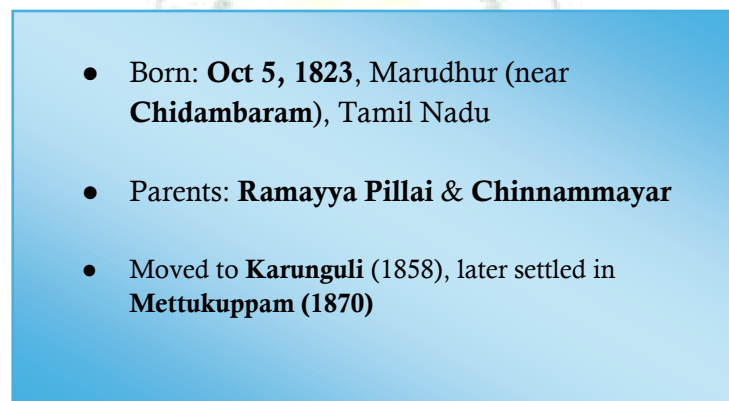 ● Born: Oct 5, 1823, Marudhur (near
Chidambaram), Tamil Nadu
● Parents: Ramayya Pillai & Chinnammayar
● Moved to Karunguli (1858), later settled in
Mettukuppam (1870)